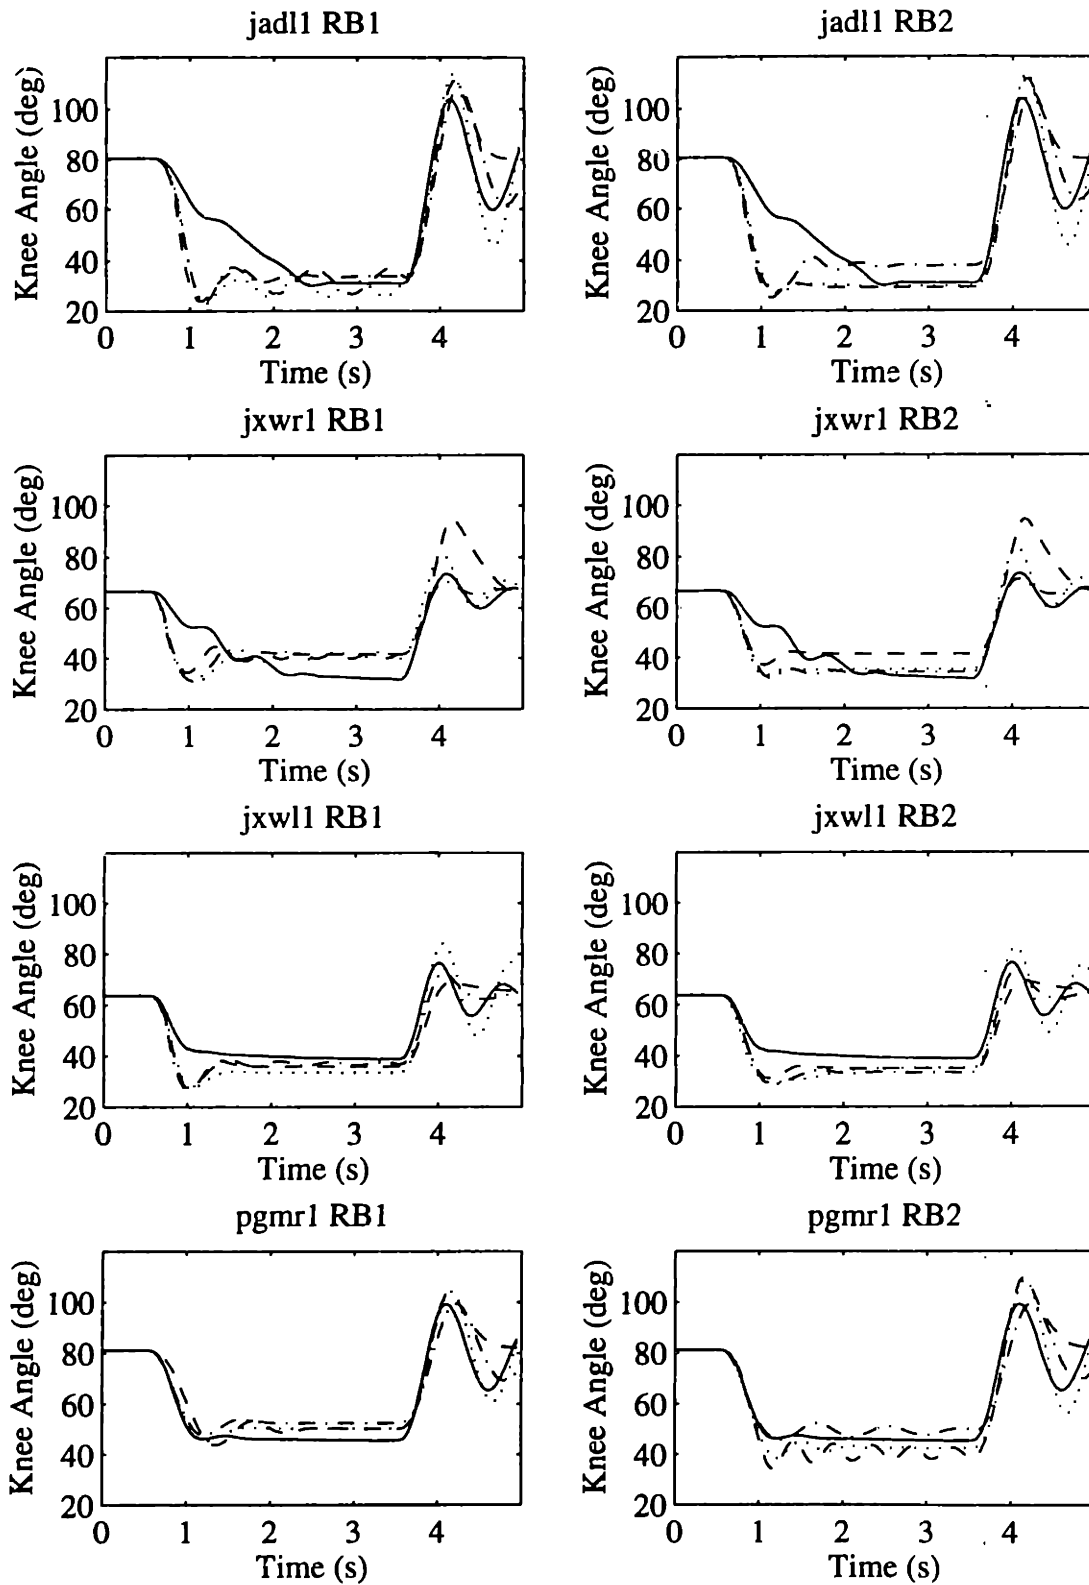 jadl1 RB1
Knee Angle (deg)
100
80
60
40
20
0 1 2 3 4
Time (s)
jadl1 RB2
Knee Angle (deg)
100
80
60
40
20
0 1 2 3 4
Time (s)
jxwr1 RB1
Knee Angle (deg)
100
80
60
40
20
0 1 2 3 4
Time (s)
jxwr1 RB2
Knee Angle (deg)
100
80
60
40
20
0 1 2 3 4
Time (s)
jxwl1 RB1
Knee Angle (deg)
100
80
60
40
20
0 1 2 3 4
Time (s)
jxwl1 RB2
Knee Angle (deg)
100
80
60
40
20
0 1 2 3 4
Time (s)
pgmr1 RB1
Knee Angle (deg)
100
80
60
40
20
0 1 2 3 4
Time (s)
pgmr1 RB2
Knee Angle (deg)
100
80
60
40
20
0 1 2 3 4
Time (s)